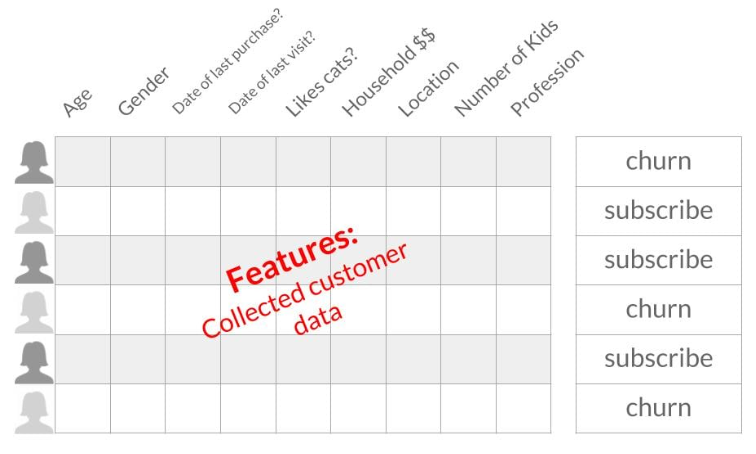 Age
Gender
Date of last purchase?
Date of last visit?
Likes cats?
Household $$
Location
Number of Kids
Profession
churn
subscribe
subscribe
churn
subscribe
churn
Features:
Collected customer
data